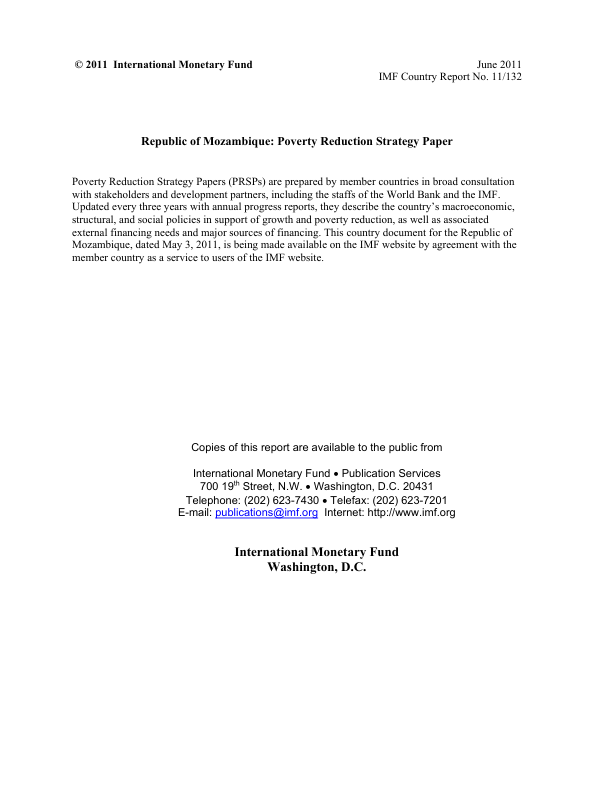 © 2011 International Monetary Fund
June 2011
IMF Country Report No. 11/132
Republic of Mozambique: Poverty Reduction Strategy Paper
Poverty Reduction Strategy Papers (PRSPs) are prepared by member countries in broad consultation
with stakeholders and development partners, including the staffs of the World Bank and the IMF.
Updated every three years with annual progress reports, they describe the country’s macroeconomic,
structural, and social policies in support of growth and poverty reduction, as well as associated
external financing needs and major sources of financing. This country document for the Republic of
Mozambique, dated May 3, 2011, is being made available on the IMF website by agreement with the
member country as a service to users of the IMF website.
Copies of this report are available to the public from
International Monetary Fund • Publication Services
700 19th Street, N.W. • Washington, D.C. 20431
Telephone: (202) 623-7430 • Telefax: (202) 623-7201
E-mail: publications@imf.org Internet: http://www.imf.org
International Monetary Fund
Washington, D.C.